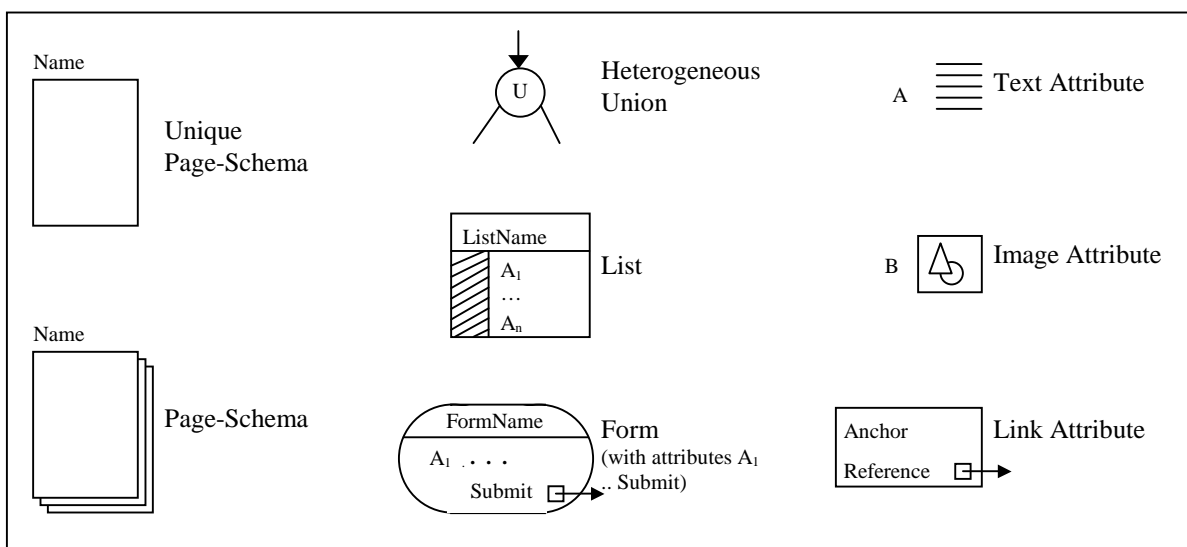 Name
Unique
Page-Schema
Name
Page-Schema
U
Heterogeneous
Union
ListName
A₁
...
Aₙ
List
FormName
A₁ . . . .
Submit
Form
(with attributes A₁
.. Submit)
A
Text Attribute
B
Image Attribute
Anchor
Reference
Link Attribute